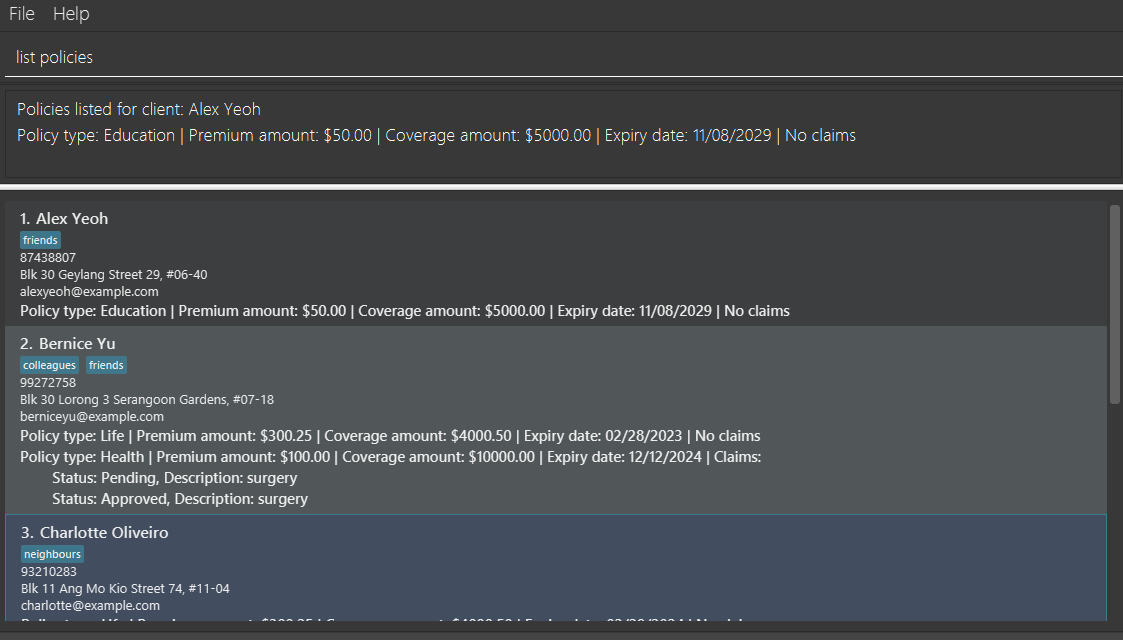 File Help
list policies
Policies listed for client: Alex Yeoh
Policy type: Education | Premium amount: $50.00 | Coverage amount: $5000.00 | Expiry date: 11/08/2029 | No claims
1. Alex Yeoh
friends
87438807
Blk 30 Geylang Street 29, #06-40
alexyeoh@example.com
Policy type: Education | Premium amount: $50.00 | Coverage amount: $5000.00 | Expiry date: 11/08/2029 | No claims
2. Bernice Yu
colleagues friends
99272758
Blk 30 Lorong 3 Serangoon Gardens, #07-18
berniceyu@example.com
Policy type: Life | Premium amount: $300.25 | Coverage amount: $4000.50 | Expiry date: 02/28/2023 | No claims
Policy type: Health | Premium amount: $100.00 | Coverage amount: $10000.00 | Expiry date: 12/12/2024 | Claims:
Status: Pending, Description: surgery
Status: Approved, Description: surgery
3. Charlotte Oliveiro
neighbours
93210283
Blk 11 Ang Mo Kio Street 74, #11-04
charlotte@example.com